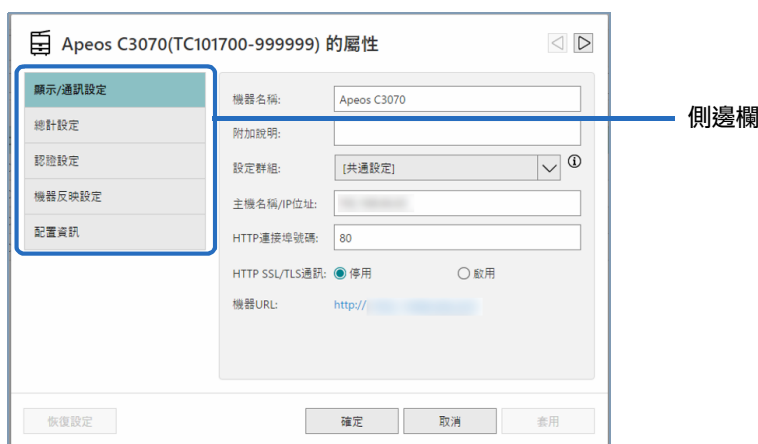 Apeos C3070(TC101700-999999) 的屬性
顯示/通訊設定
總計設定
認證設定
機器反映設定
配置資訊
側邊欄
機器名稱: Apeos C3070
附加說明:
設定群組: [共通設定]
主機名稱/IP位址:
HTTP連接埠號碼: 80
HTTP SSL/TLS通訊: 停用 啟用
機器URL: http://
恢復設定 確定 取消 套用